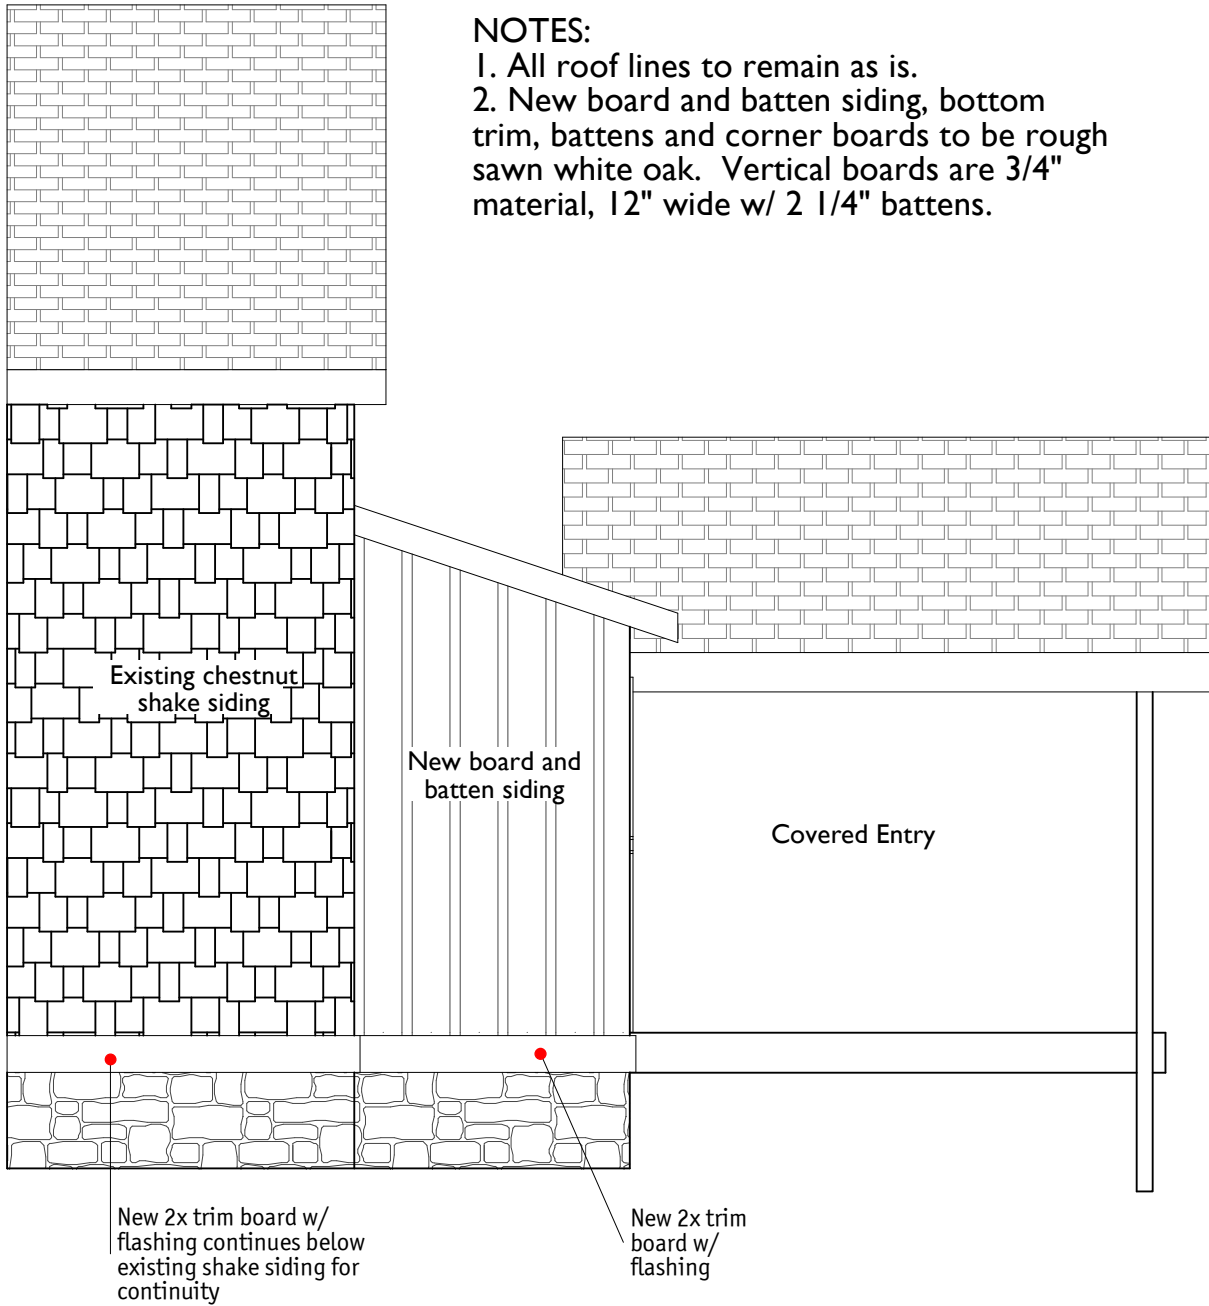 NOTES:
1. All roof lines to remain as is.
2. New board and batten siding, bottom
trim, battens and corner boards to be rough
sawn white oak.  Vertical boards are 3/4"
material, 12" wide w/ 2 1/4" battens.
Existing chestnut
shake siding
New board and
batten siding
Covered Entry
New 2x trim board w/
flashing continues below
existing shake siding for
continuity
New 2x trim
board w/
flashing